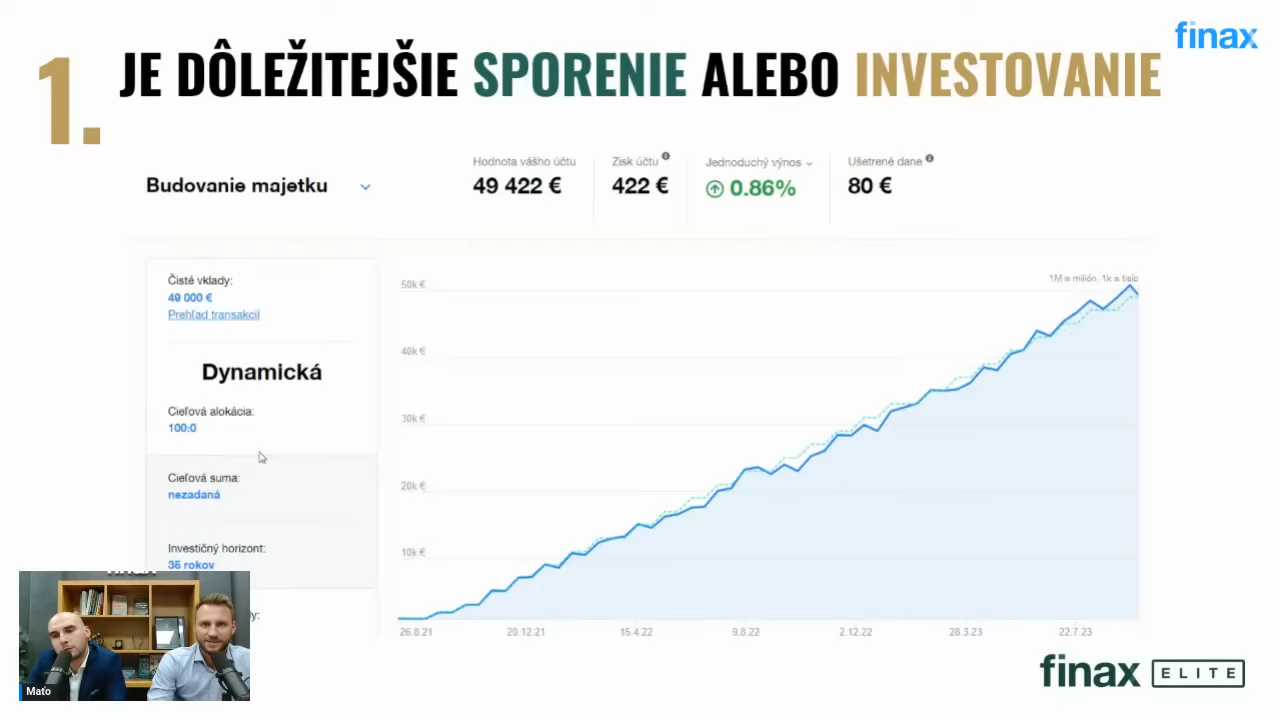 finax
1. JE DÔLEŽITEJŠIE SPORENIE ALEBO INVESTOVANIE
Budovanie majetku
Hodnota vášho účtu
49 422 €
Zisk účtu
422 €
Jednoduchý výnos
0.86%
Ušetrené dane
80 €
Čisté vklady:
49 000 €
Prehľad transakcií
Dynamická
Cieľová alokácia:
100:0
Cieľová suma:
nezadaná
Investičný horizont:
35 rokov
1M = milión, 1k = tisíc
50k €
40k €
30k €
20k €
10k €
26.8.21 20.12.21 15.4.22 9.8.22 2.12.22 28.3.23 22.7.23
Maťo
finax ELITE